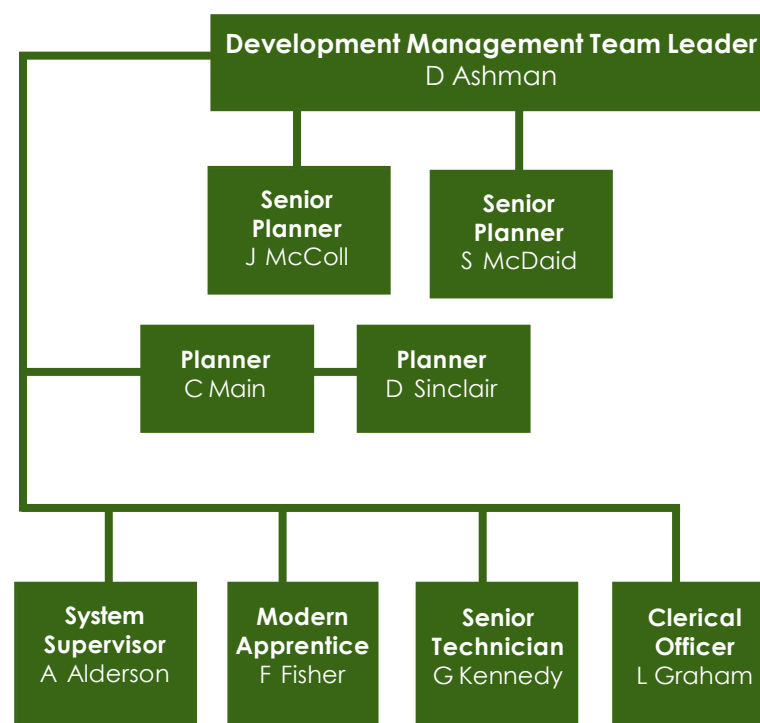 Development Management Team Leader
D Ashman
Senior
Planner
J McColl
Senior
Planner
S McDaid
Planner
C Main
Planner
D Sinclair
System
Supervisor
A Alderson
Modern
Apprentice
F Fisher
Senior
Technician
G Kennedy
Clerical
Officer
L Graham